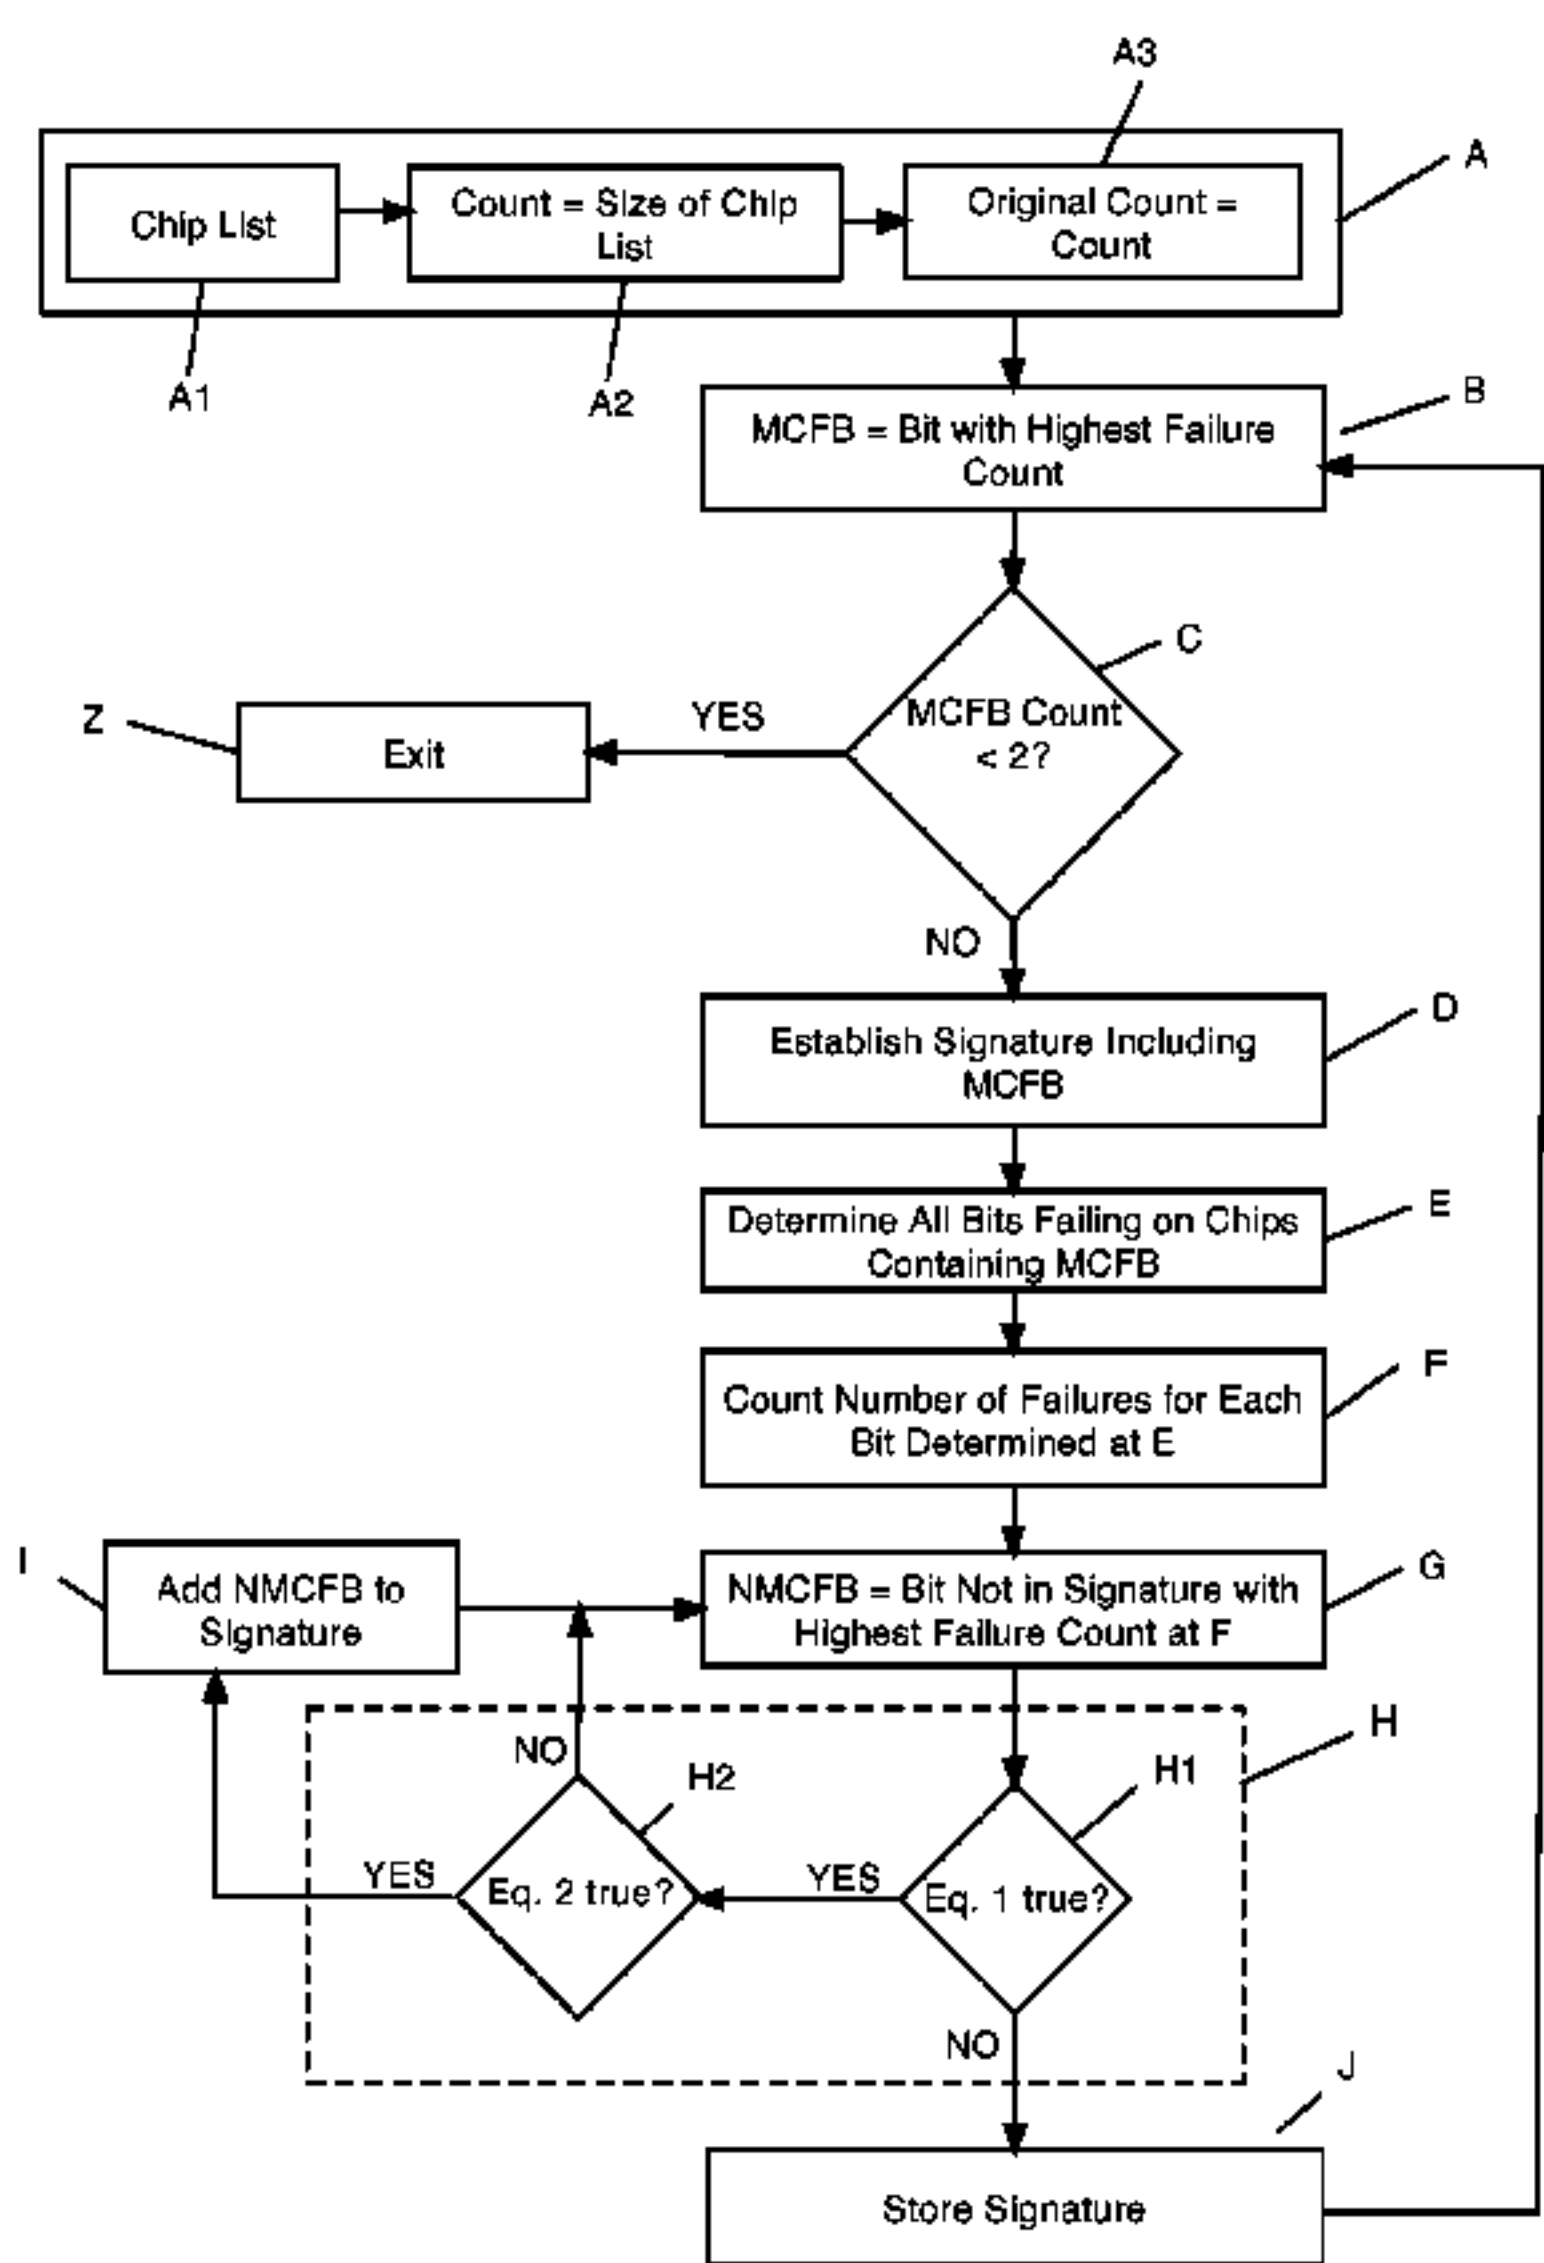 A3
A
Chip List
Count = Size of Chip
List
Original Count =
Count
A1
A2
B
MCFB = Bit with Highest Failure
Count
C
MCFB Count
< 2?
YES
Z
Exit
NO
D
Establish Signature Including
MCFB
E
Determine All Bits Failing on Chips
Containing MCFB
F
Count Number of Failures for Each
Bit Determined at E
I
Add NMCFB to
Signature
G
NMCFB = Bit Not in Signature with
Highest Failure Count at F
H
NO
H2
H1
YES
Eq. 2 true?
YES
Eq. 1 true?
NO
J
Store Signature